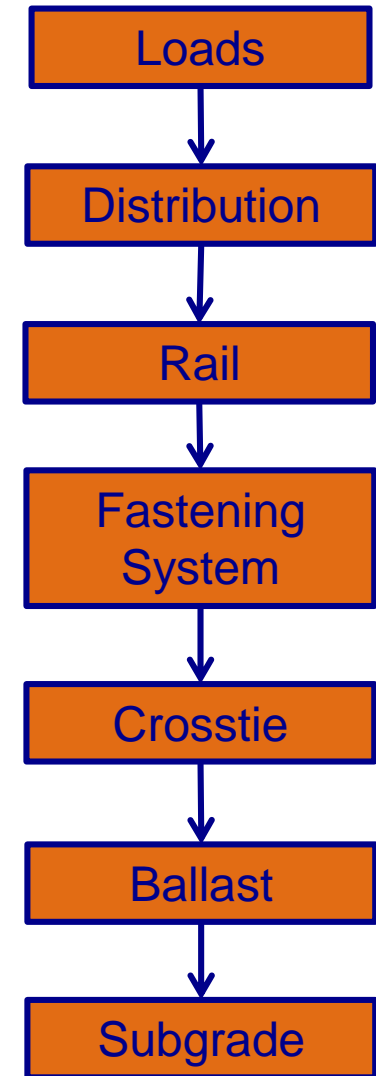 Loads
Distribution
Rail
Fastening
System
Crosstie
Ballast
Subgrade